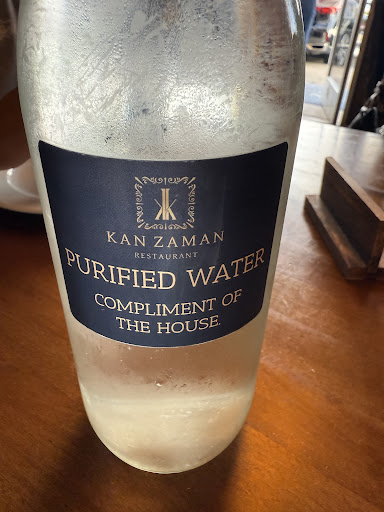 KAN ZAMAN
RESTAURANT
PURIFIED WATER
COMPLIMENT OF
THE HOUSE.